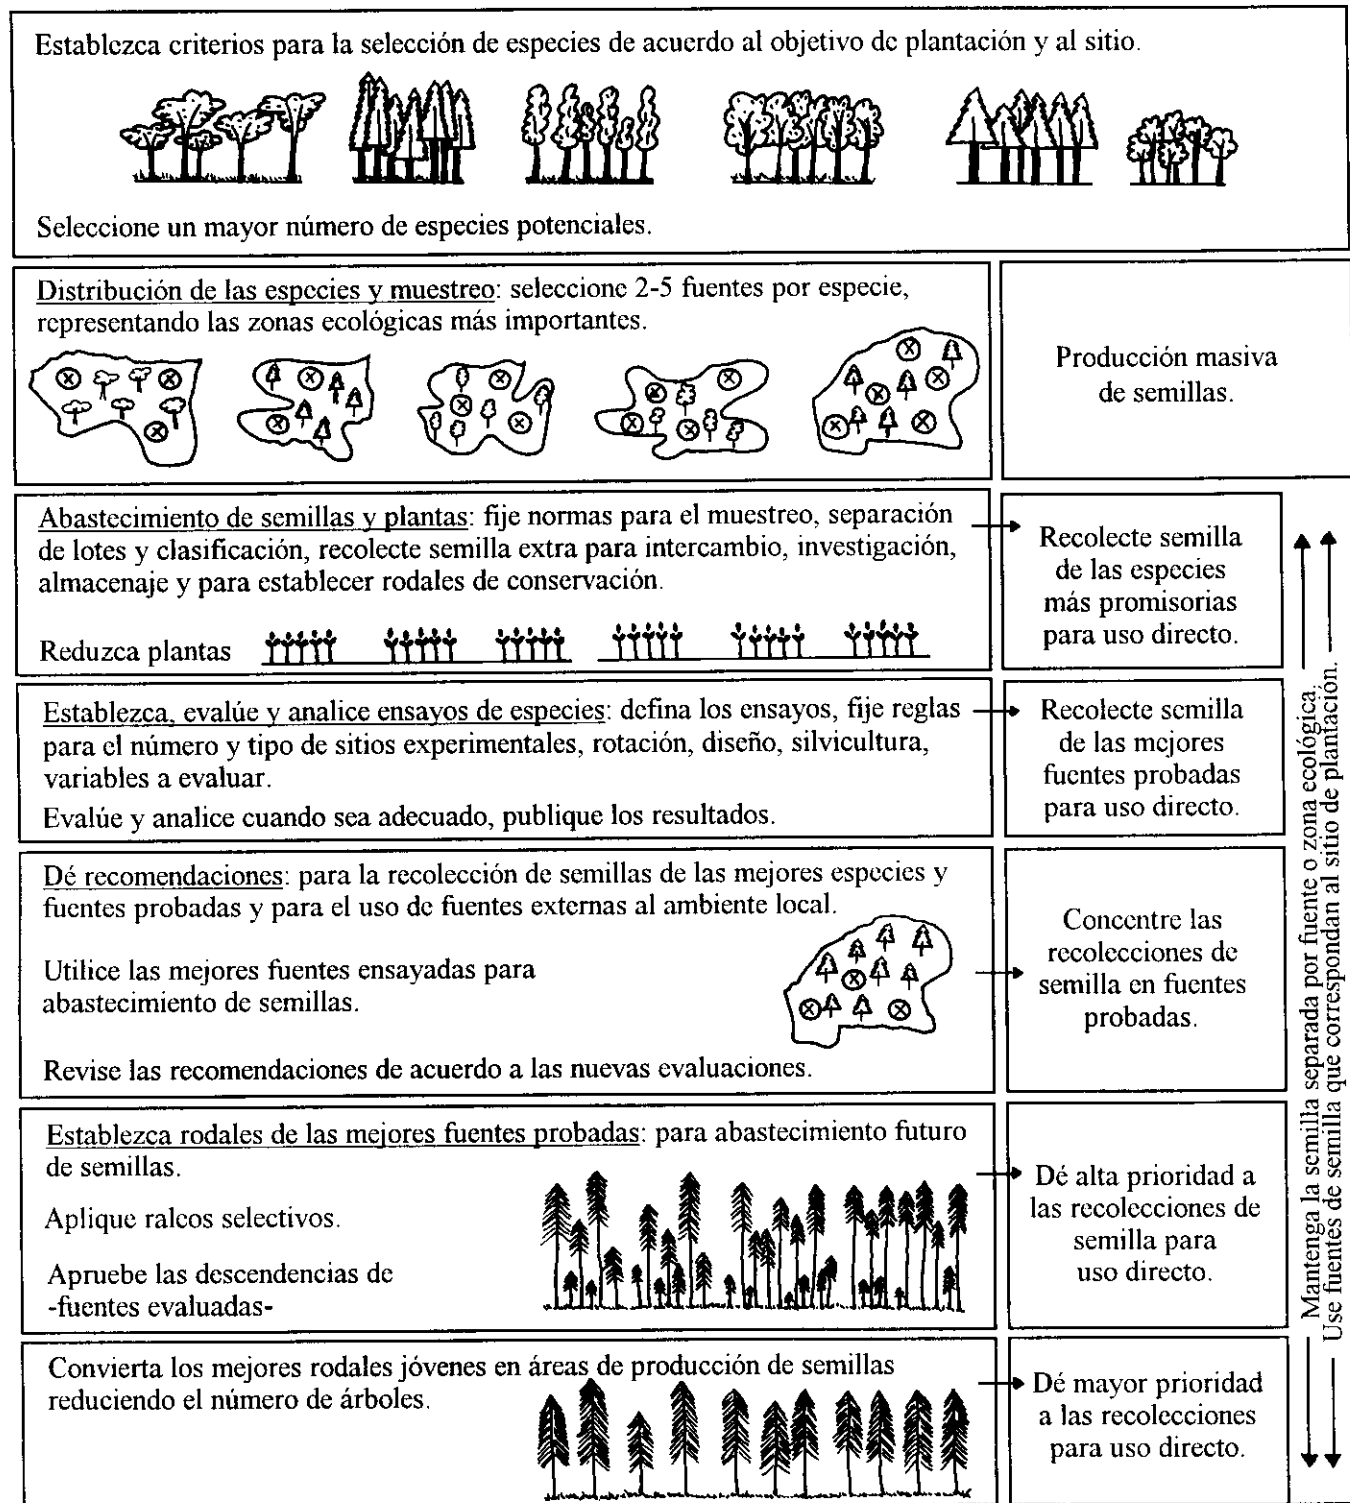 Establezca criterios para la selección de especies de acuerdo al objetivo de plantación y al sitio.
Seleccione un mayor número de especies potenciales.
Distribución de las especies y muestreo: seleccione 2-5 fuentes por especie,
representando las zonas ecológicas más importantes.
Producción masiva
de semillas.
Abastecimiento de semillas y plantas: fije normas para el muestreo, separación
de lotes y clasificación, recolecte semilla extra para intercambio, investigación,
almacenaje y para establecer rodales de conservación.
Reduzca plantas
Recolecte semilla
de las especies
más promisorias
para uso directo.
Establezca, evalúe y analice ensayos de especies: defina los ensayos, fije reglas
para el número y tipo de sitios experimentales, rotación, diseño, silvicultura,
variables a evaluar.
Evalúe y analice cuando sea adecuado, publique los resultados.
Recolecte semilla
de las mejores
fuentes probadas
para uso directo.
Dé recomendaciones: para la recolección de semillas de las mejores especies y
fuentes probadas y para el uso de fuentes externas al ambiente local.
Utilice las mejores fuentes ensayadas para
abastecimiento de semillas.
Revise las recomendaciones de acuerdo a las nuevas evaluaciones.
Concentre las
recolecciones de
semilla en fuentes
probadas.
Establezca rodales de las mejores fuentes probadas: para abastecimiento futuro
de semillas.
Aplique raleos selectivos.
Apruebe las descendencias de
-fuentes evaluadas-
Dé alta prioridad a
las recolecciones de
semilla para
uso directo.
Convierta los mejores rodales jóvenes en áreas de producción de semillas
reduciendo el número de árboles.
Dé mayor prioridad
a las recolecciones
para uso directo.
Mantenga la semilla separada por fuente o zona ecológica.
Use fuentes de semilla que correspondan al sitio de plantación.